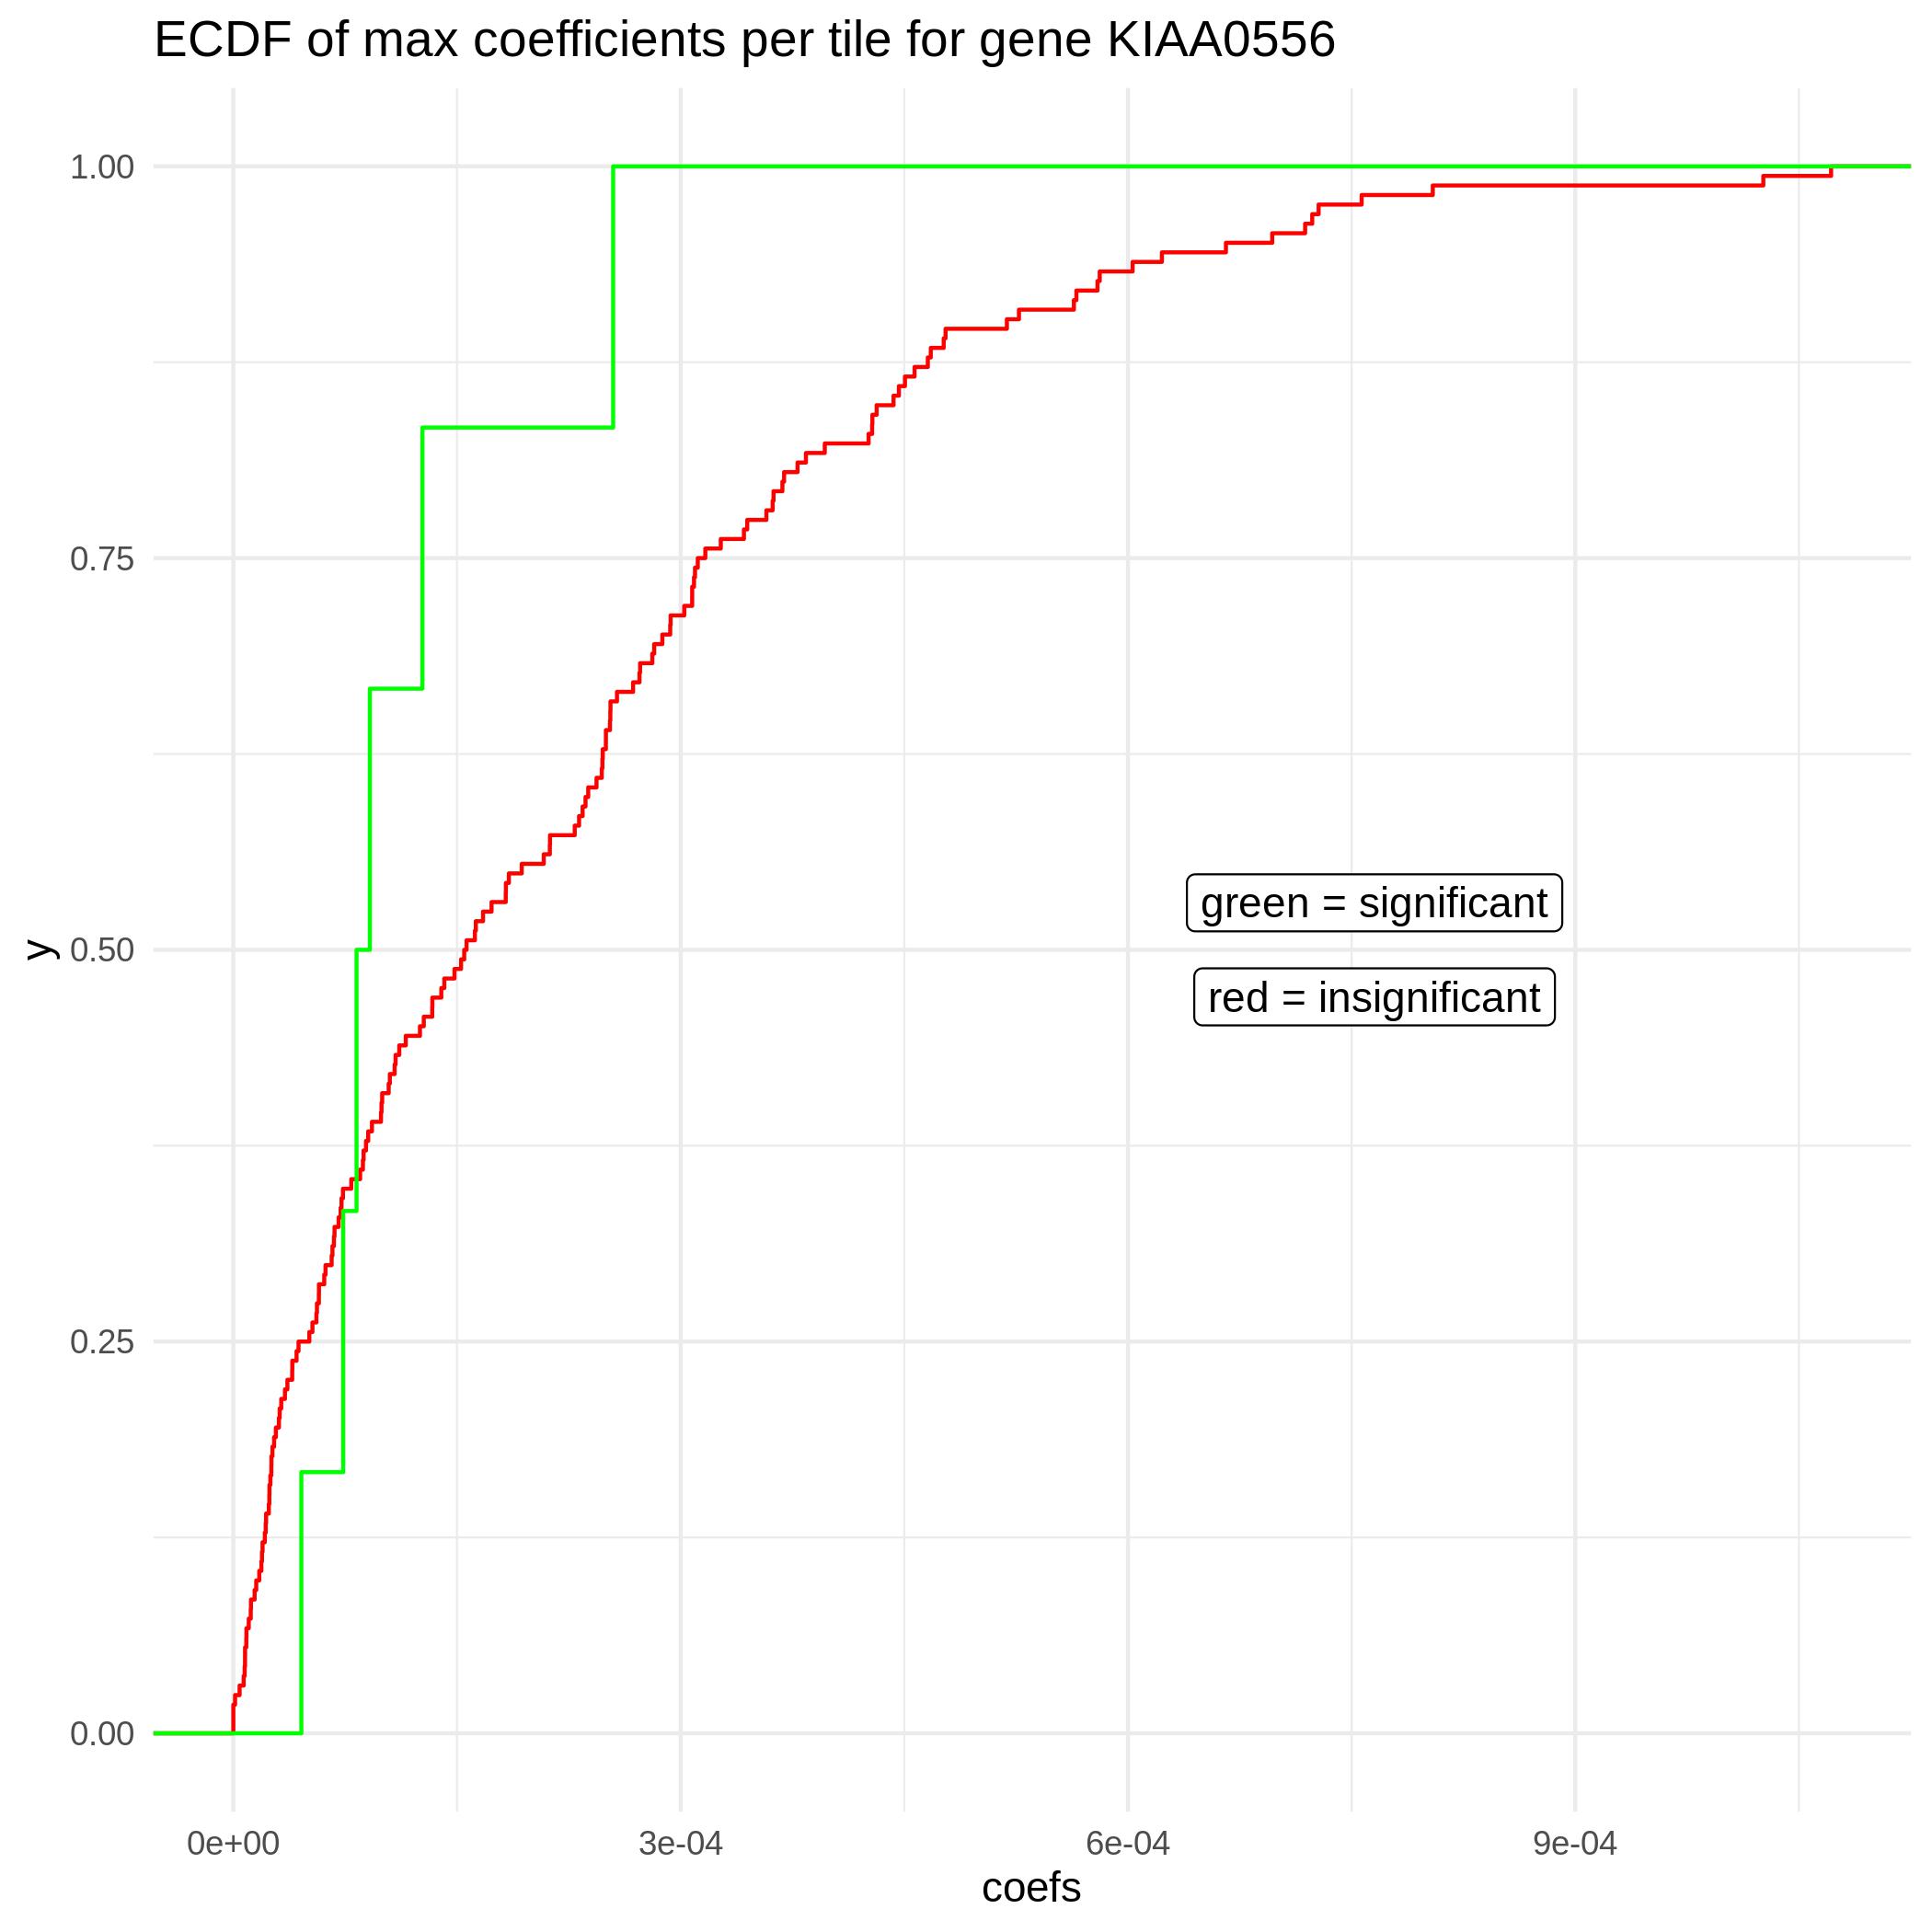 ECDF of max coefficients per tile for gene KIAA0556
1.00
0.75
0.50
0.25
0.00
y
green = significant
red = insignificant
0e+00
3e-04
6e-04
9e-04
coefs